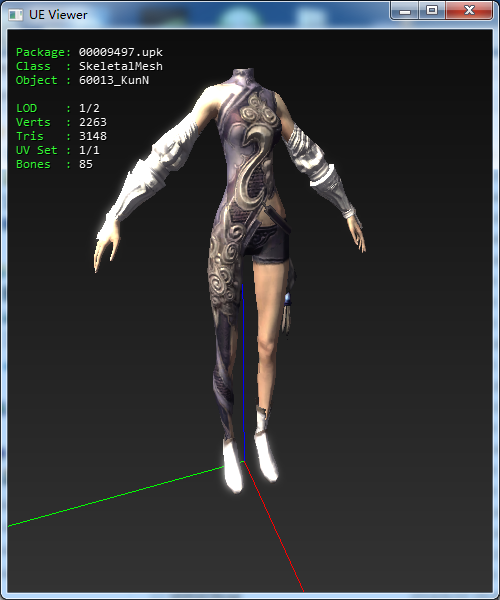 UE Viewer
Package: 00009497.upk
Class : SkeletalMesh
Object : 60013_KunN
LOD : 1/2
Verts : 2263
Tris : 3148
UV Set : 1/1
Bones : 85